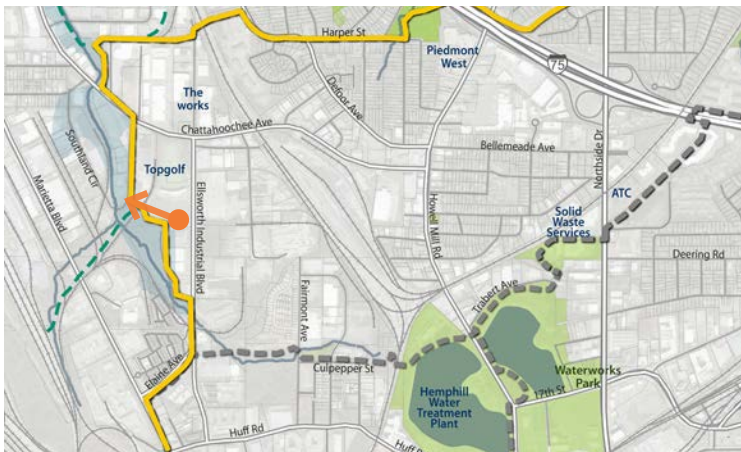 Harper St
Piedmont
West
75
The
works
Defoor Ave
Chattahoochee Ave
Northside Dr
Southland Cir
Bellemeade Ave
Topgolf
Marietta Blvd
Ellsworth Industrial Blvd
Howell Mill Rd
ATC
Solid
Waste
Services
Deering Rd
Trabert Ave
Fairmont Ave
Elaine Ave
Culpepper St
Waterworks
Park
17th St
Hemphill
Water
Treatment
Plant
Huff Rd
Huff R